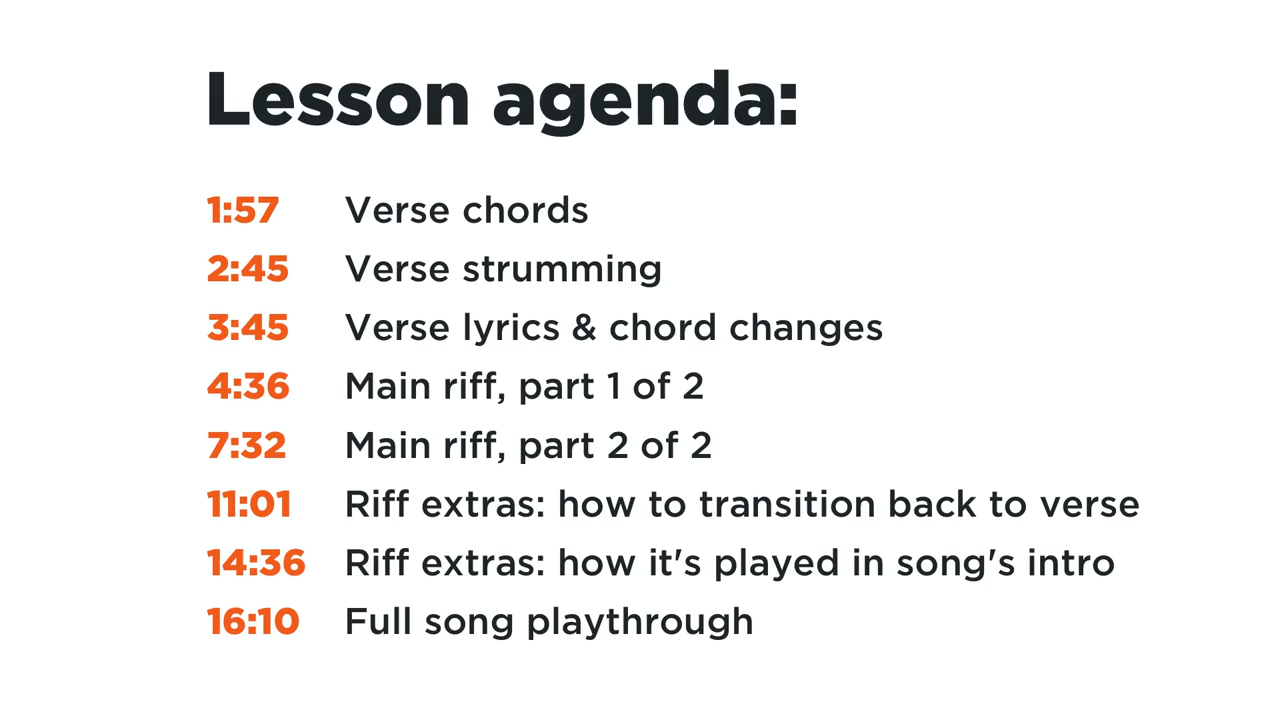 Lesson agenda:
1:57 Verse chords
2:45 Verse strumming
3:45 Verse lyrics & chord changes
4:36 Main riff, part 1 of 2
7:32 Main riff, part 2 of 2
11:01 Riff extras: how to transition back to verse
14:36 Riff extras: how it's played in song's intro
16:10 Full song playthrough